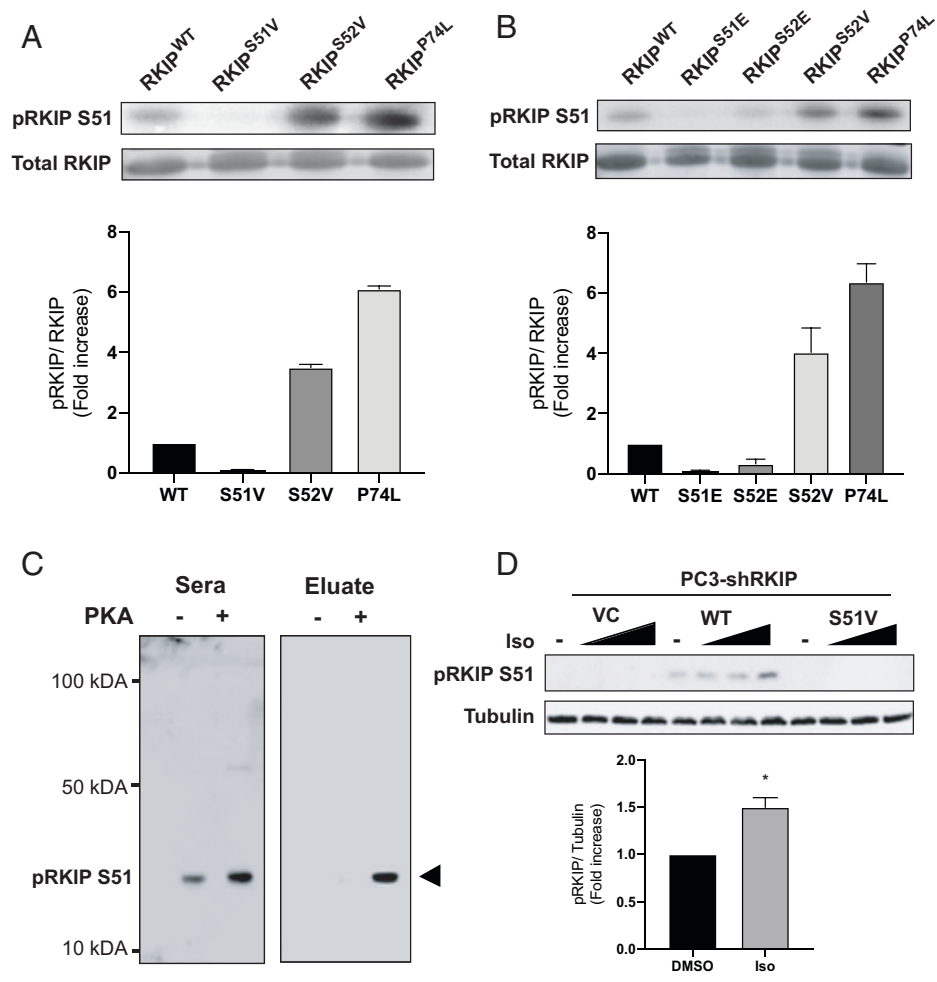 A
RKIP^WT RKIP^S51V RKIP^S52V RKIP^P74L
pRKIP S51
Total RKIP
8
6
4
2
0
pRKIP/ RKIP
(Fold increase)
WT S51V S52V P74L
B
RKIP^WT RKIP^S51E RKIP^S52E RKIP^S52V RKIP^P74L
pRKIP S51
Total RKIP
8
6
4
2
0
pRKIP/ RKIP
(Fold increase)
WT S51E S52E S52V P74L
C
Sera Eluate
PKA - + - +
100 kDA
50 kDA
pRKIP S51
10 kDA
D
PC3-shRKIP
VC WT S51V
Iso - - -
pRKIP S51
Tubulin
2.0
1.5
1.0
0.5
0.0
pRKIP/ Tubulin
(Fold increase)
*
DMSO Iso